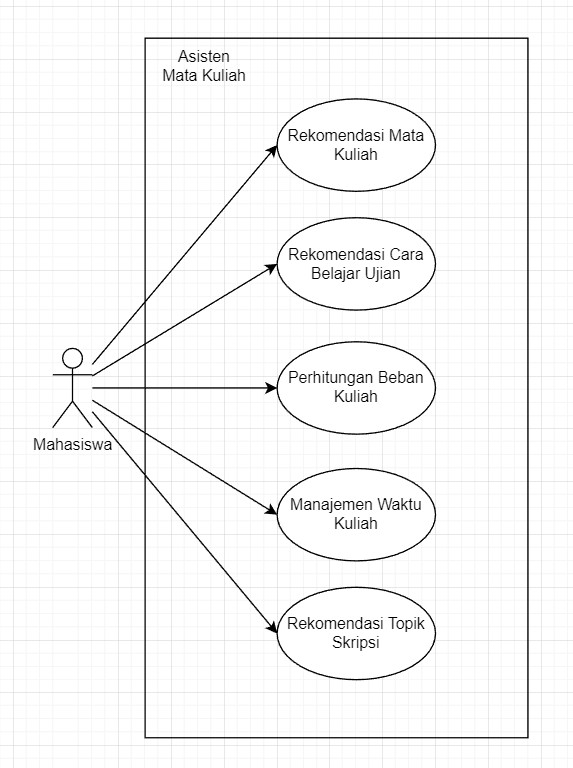 Asisten
Mata Kuliah
Rekomendasi Mata
Kuliah
Rekomendasi Cara
Belajar Ujian
Perhitungan Beban
Kuliah
Mahasiswa
Manajemen Waktu
Kuliah
Rekomendasi Topik
Skripsi